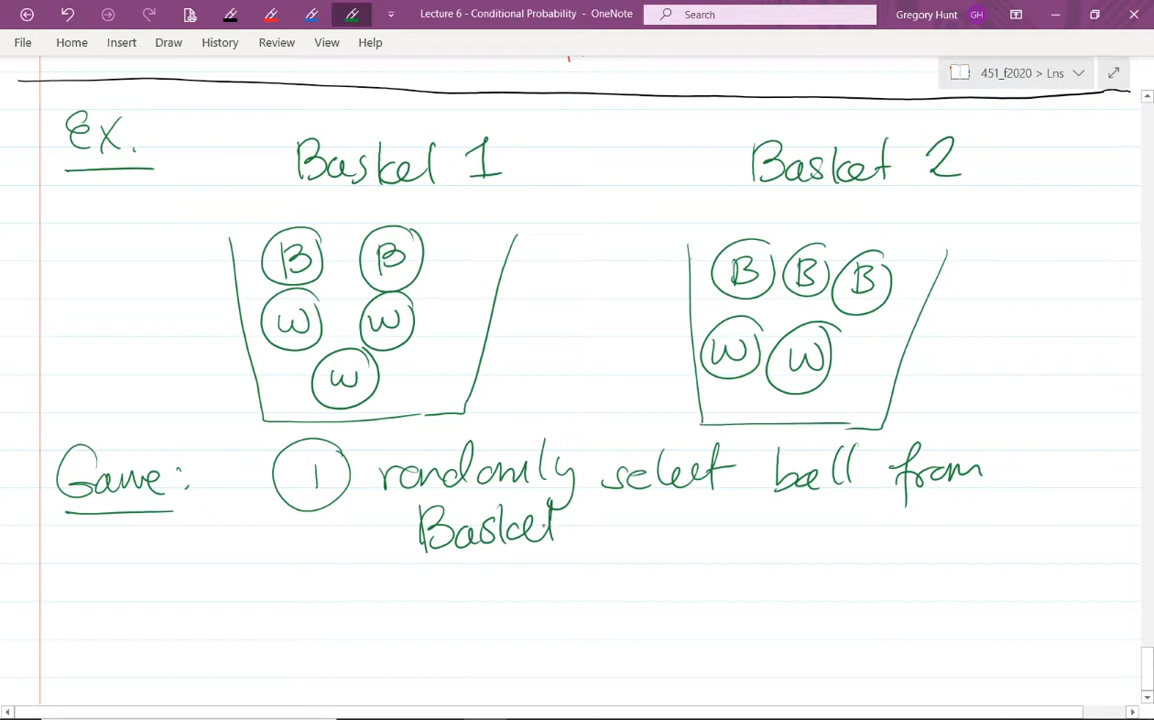 Lecture 6 - Conditional Probability - OneNote
Search
Gregory Hunt
GH
File Home Insert Draw History Review View Help
451_f2020 > Lns
Ex.
Basket 1 Basket 2
B B B B B
W W W W
W
Game: 1 randomly select ball from
Basket